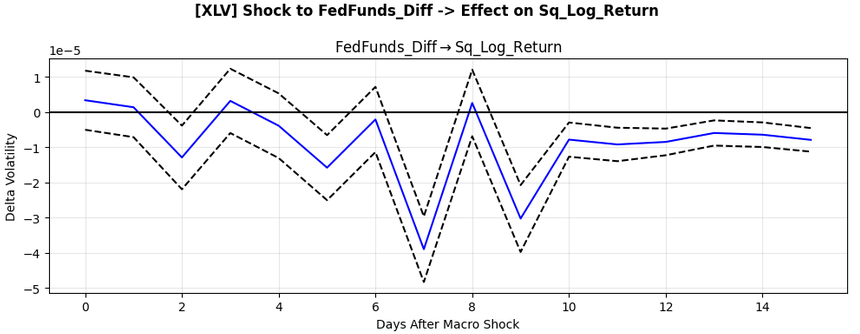 [XLV] Shock to FedFunds_Diff -> Effect on Sq_Log_Return
FedFunds_Diff → Sq_Log_Return
1e−5
1
0
−1
−2
−3
−4
−5
Delta Volatility
0 2 4 6 8 10 12 14
Days After Macro Shock